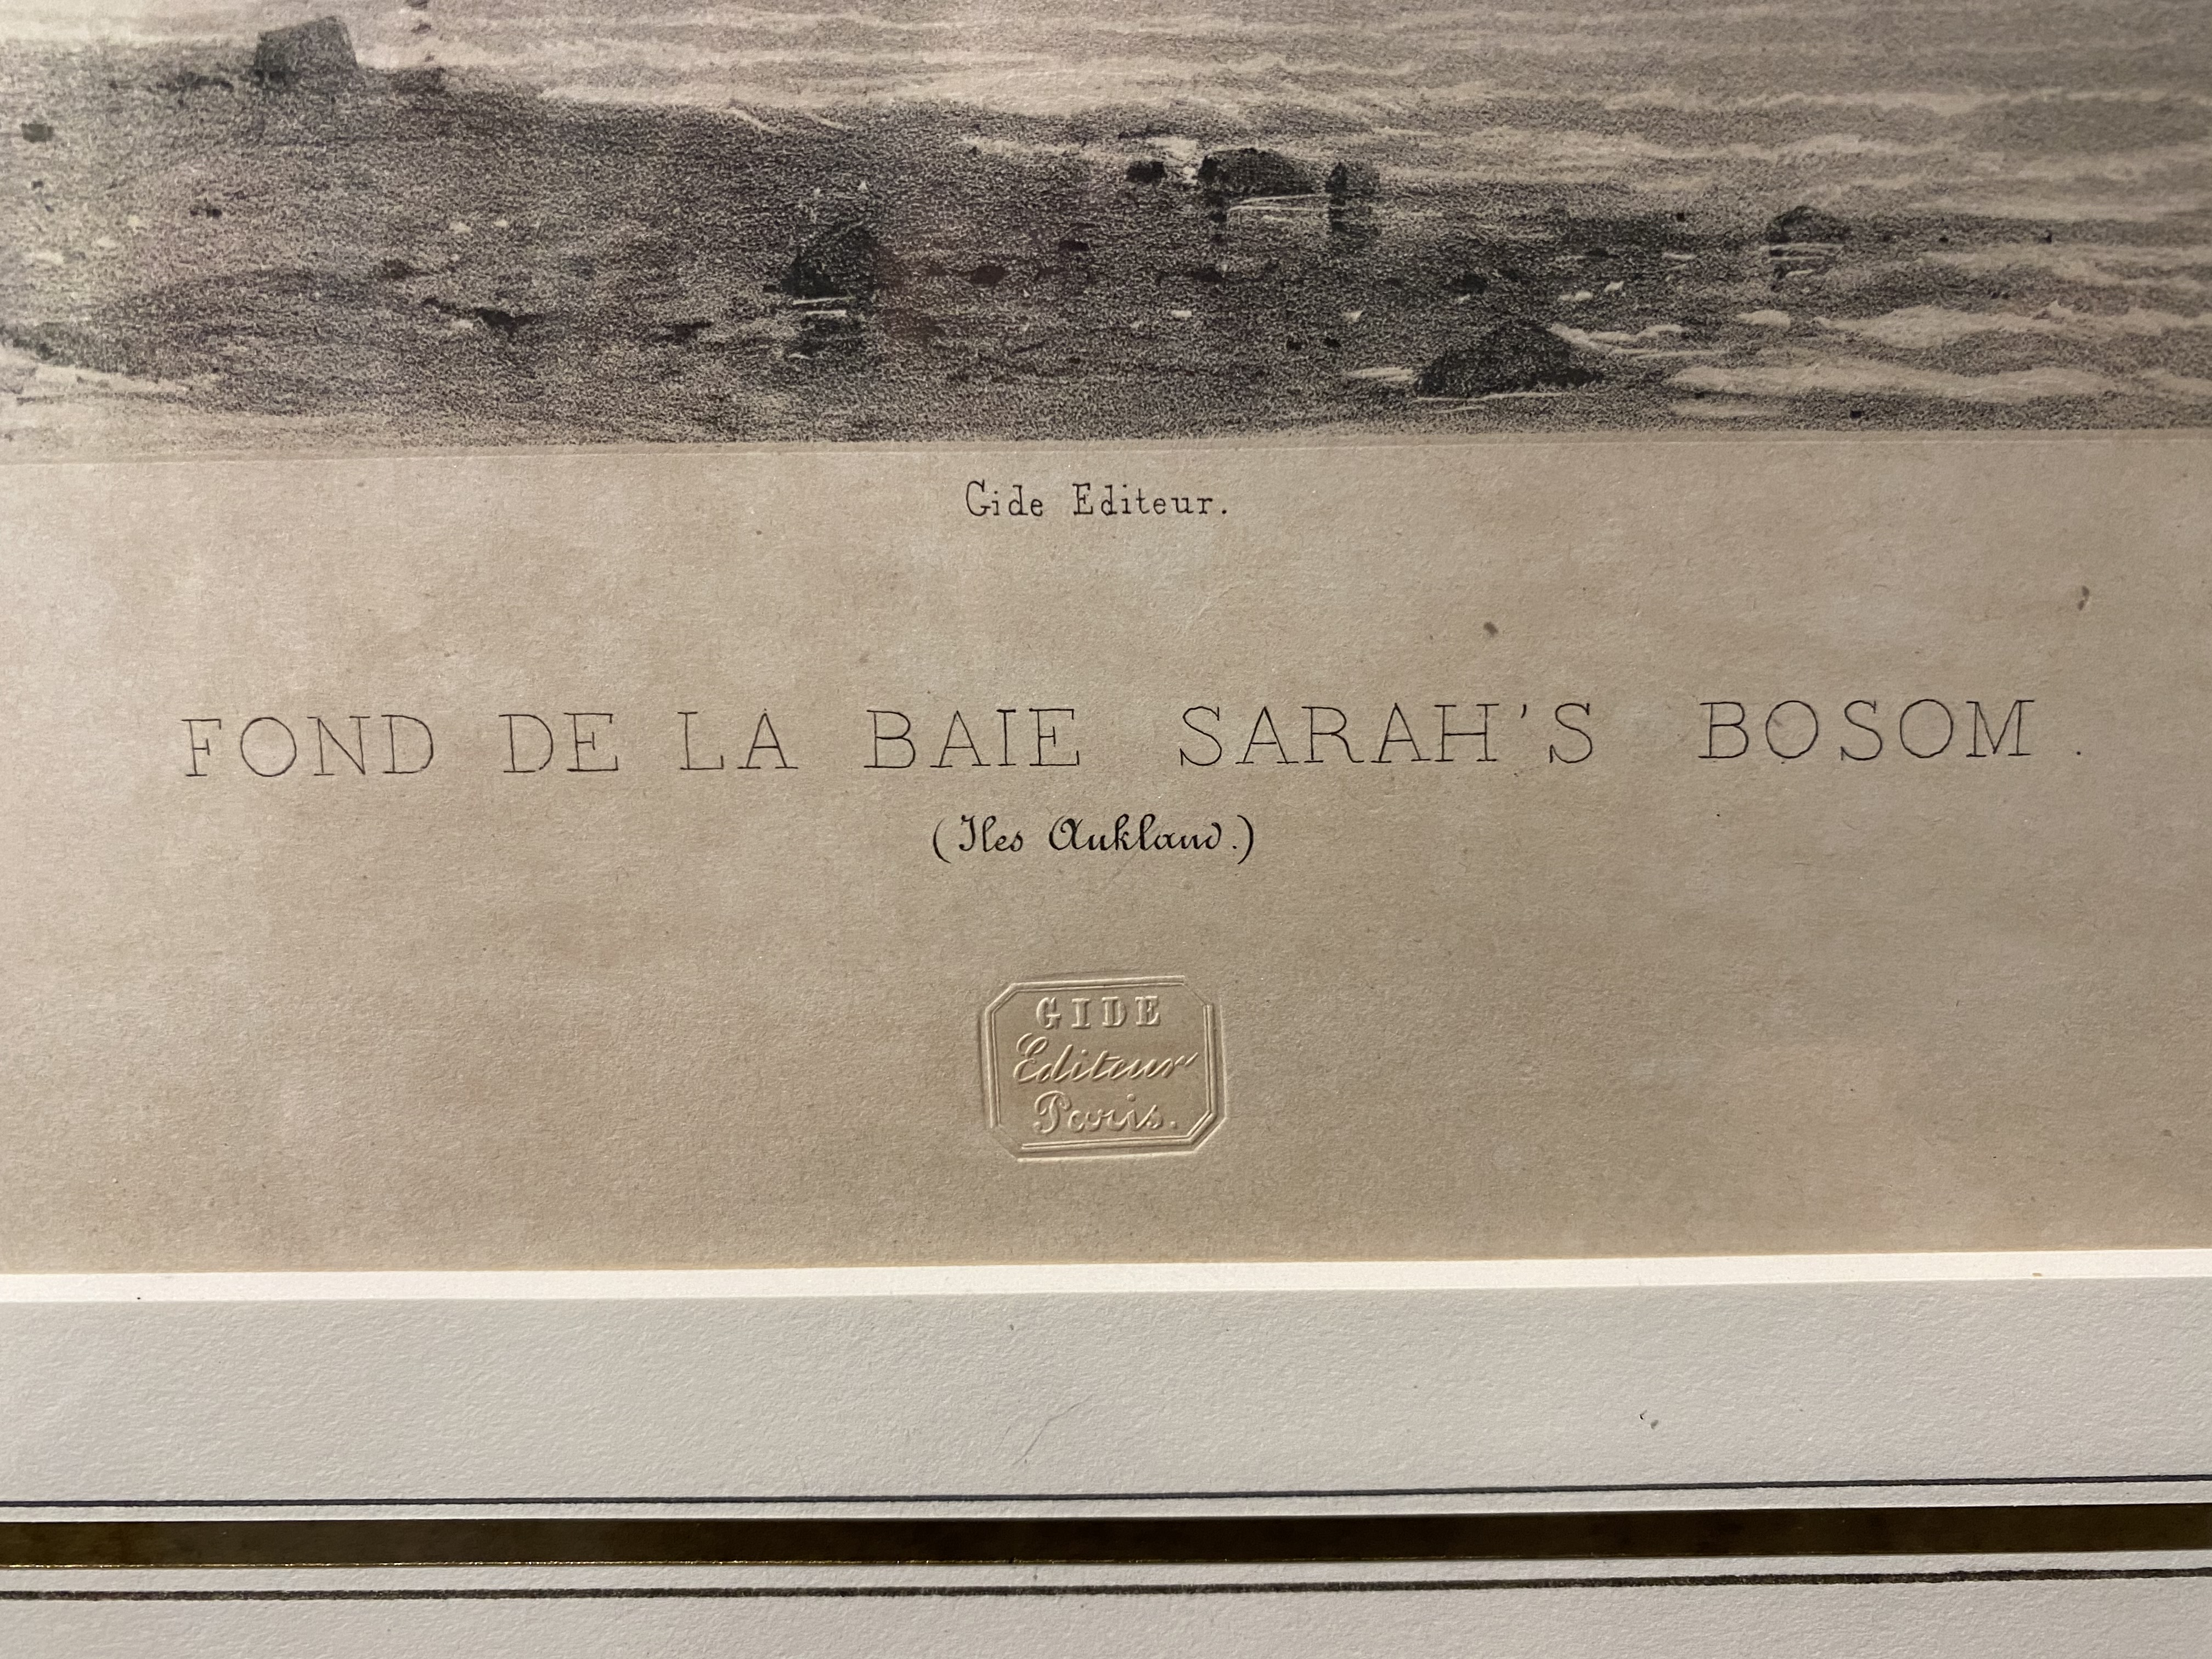 Gide Editeur.
FOND DE LA BAIE SARAH'S BOSOM.
(Iles Aukland.)
GIDE
Editeur
Paris.